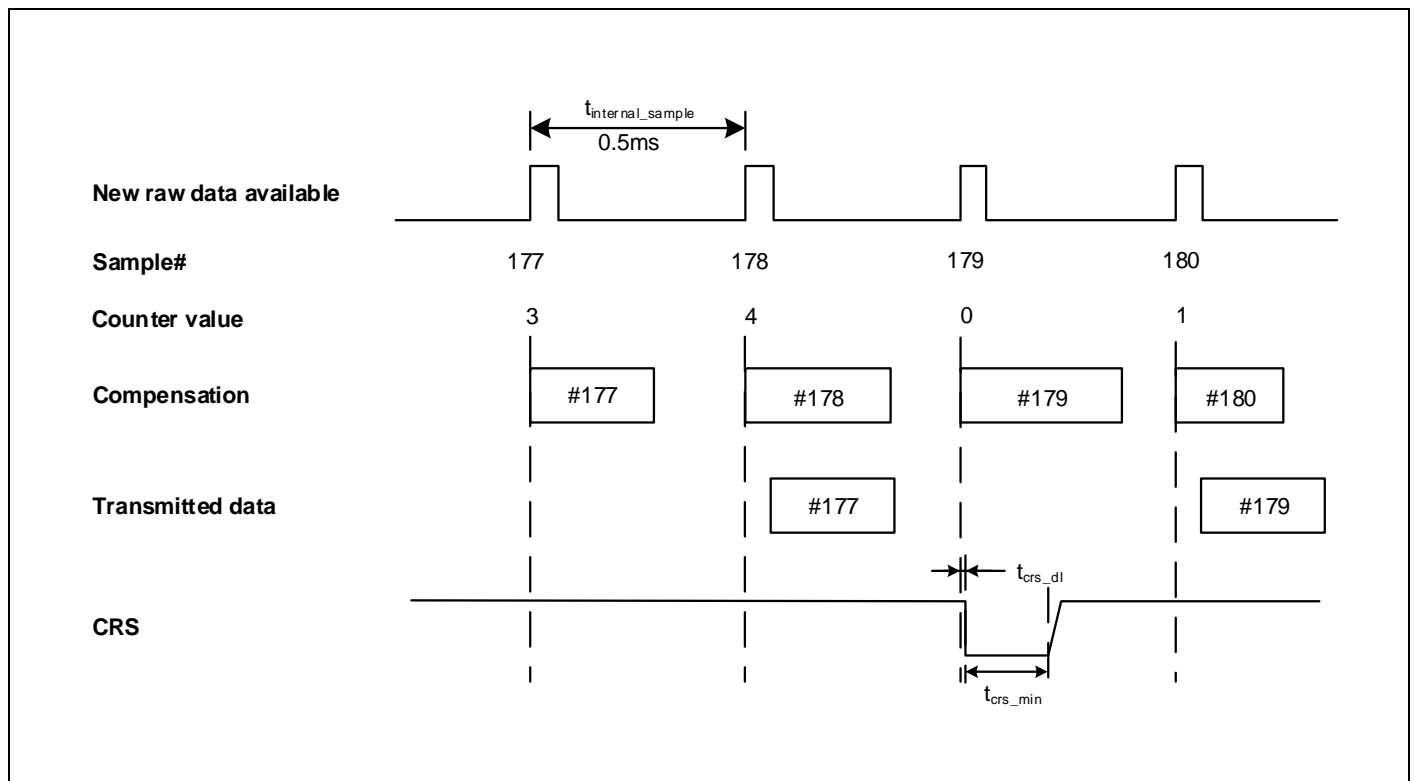 t_internal_sample
0.5ms
New raw data available
Sample# 177 178 179 180
Counter value 3 4 0 1
Compensation #177 #178 #179 #180
Transmitted data #177 #179
t_crs_dl
CRS
t_crs_min